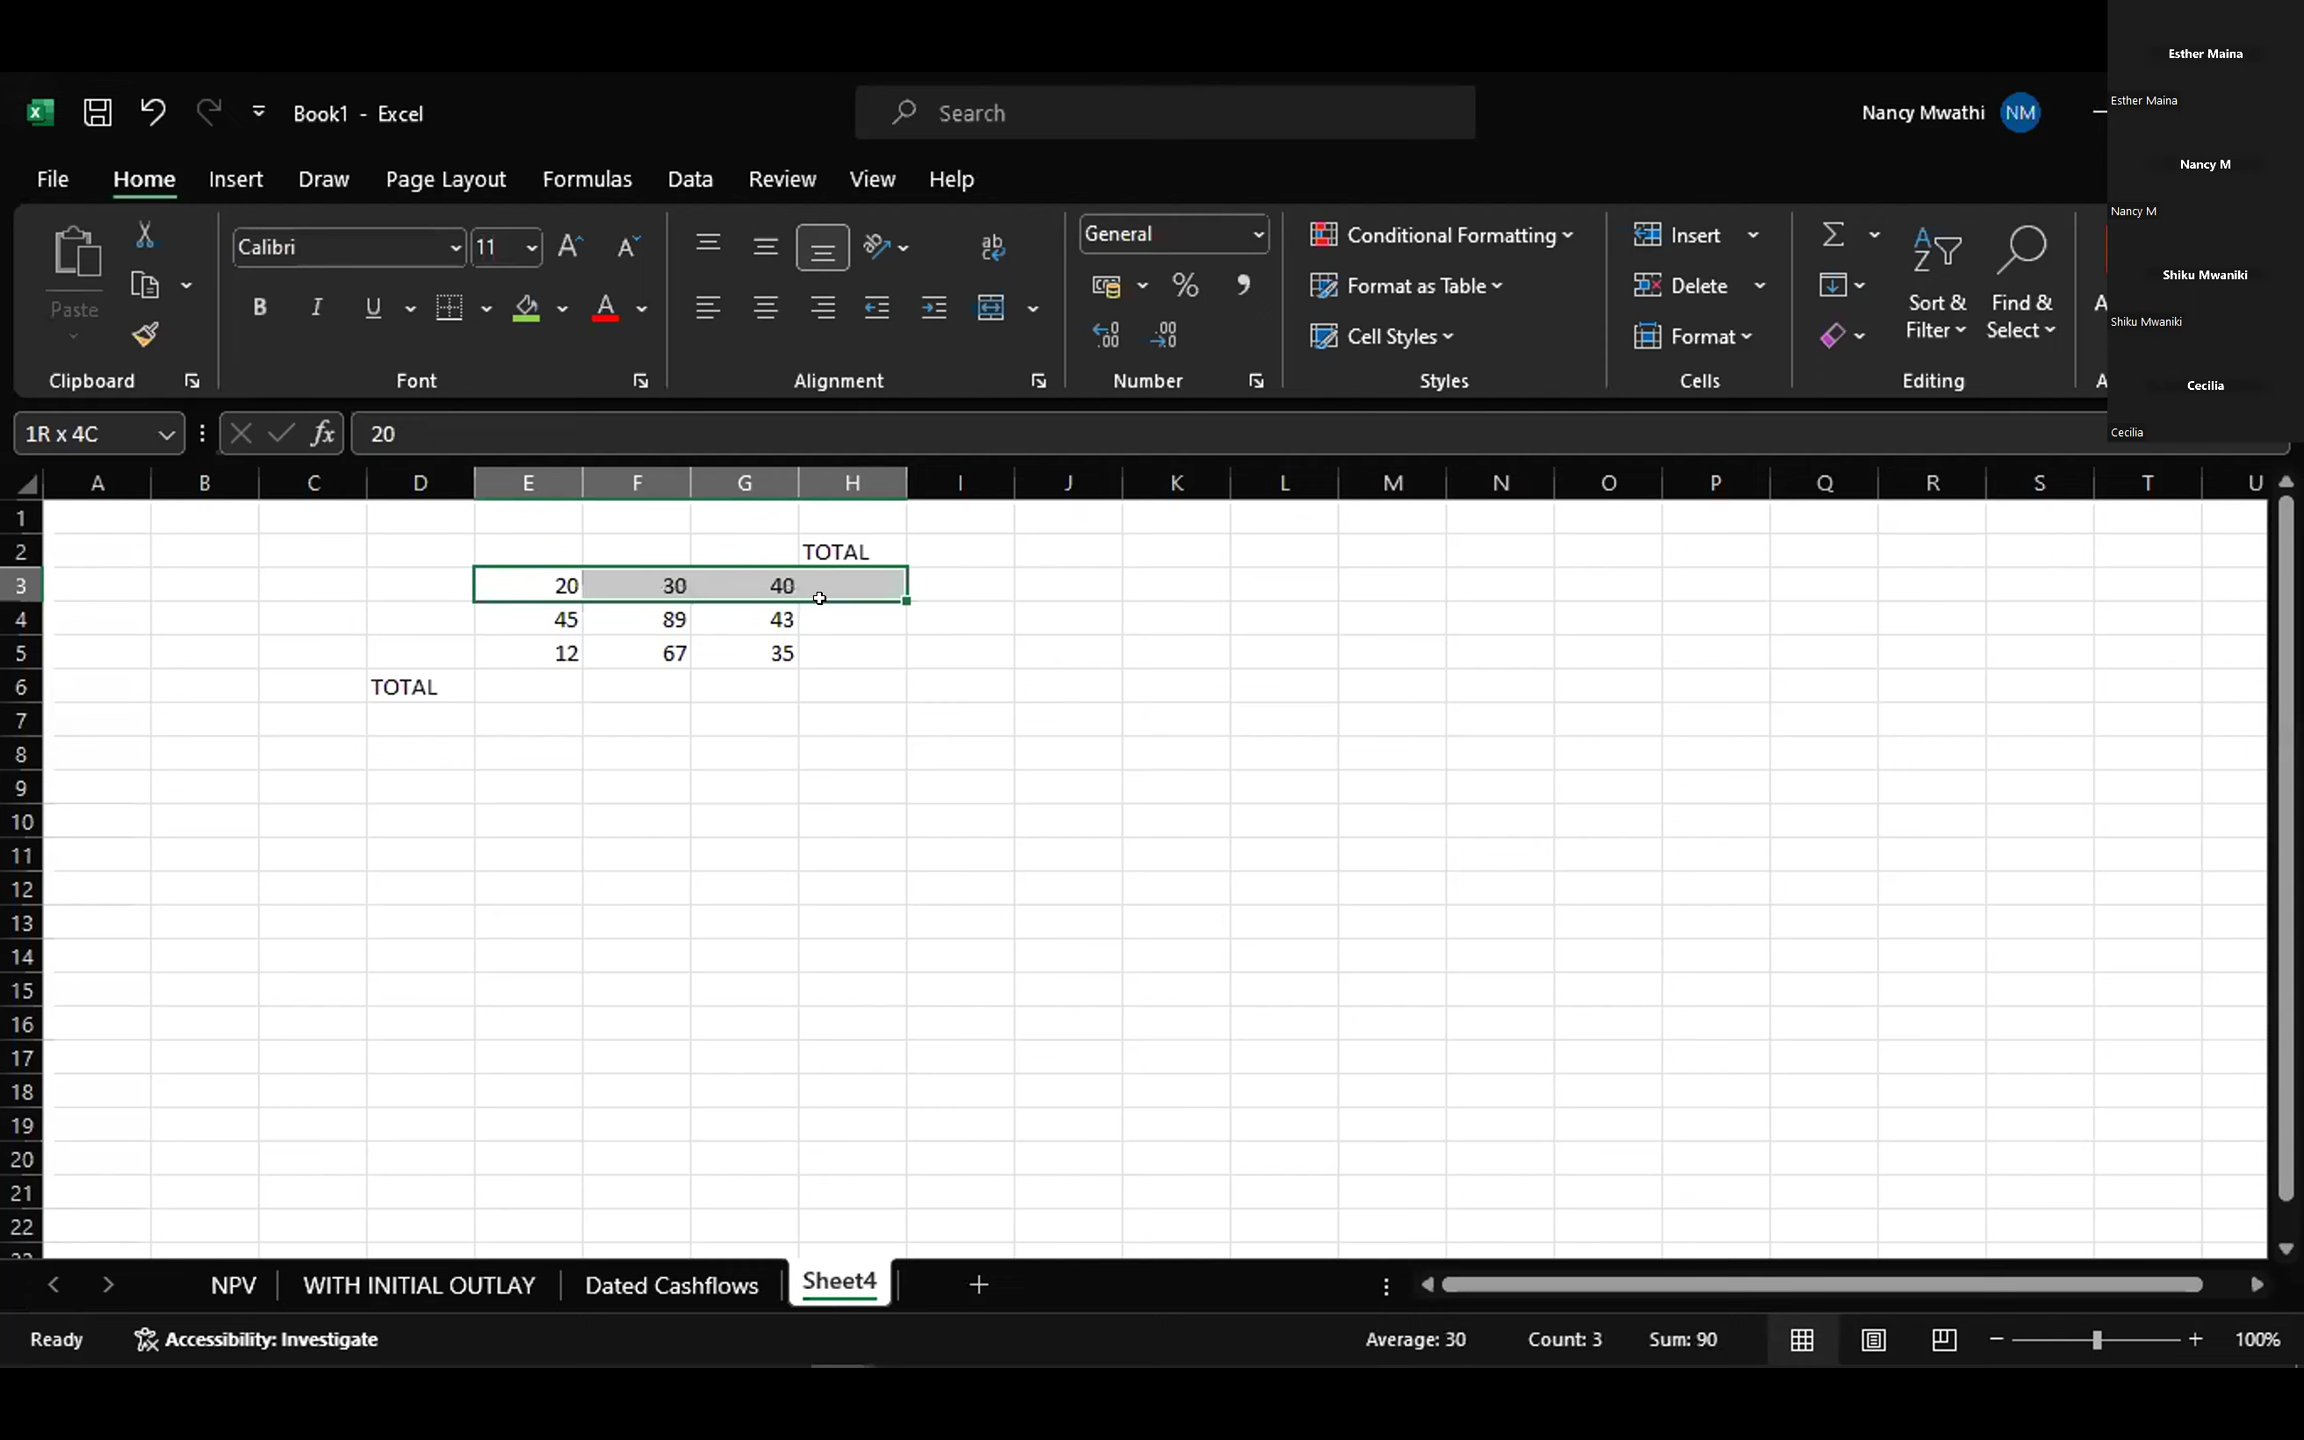 Esther Maina
Esther Maina
Nancy M
Nancy M
Shiku Mwaniki
Shiku Mwaniki
Cecilia
Cecilia
Book1 - Excel
Search
Nancy Mwathi NM
File Home Insert Draw Page Layout Formulas Data Review View Help
Paste
Clipboard
Calibri 11
B I U
Font
Alignment
General
Number
Conditional Formatting
Format as Table
Cell Styles
Styles
Insert
Delete
Format
Cells
Sort & Filter
Find & Select
Editing
1R x 4C fx 20
A B C D E F G H I J K L M N O P Q R S T U
1
2 TOTAL
3 20 30 40
4 45 89 43
5 12 67 35
6 TOTAL
7
8
9
10
11
12
13
14
15
16
17
18
19
20
21
22
NPV WITH INITIAL OUTLAY Dated Cashflows Sheet4
Ready Accessibility: Investigate Average: 30 Count: 3 Sum: 90 100%